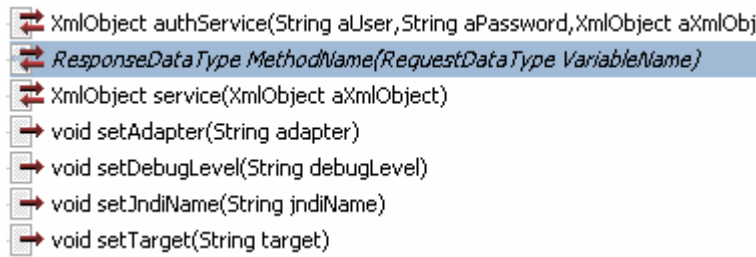 XmlObject authService(String aUser,String aPassword,XmlObject aXmlObj
ResponseDataType MethodName(RequestDataType VariableName)
XmlObject service(XmlObject aXmlObject)
void setAdapter(String adapter)
void setDebugLevel(String debugLevel)
void setJndiName(String jndiName)
void setTarget(String target)